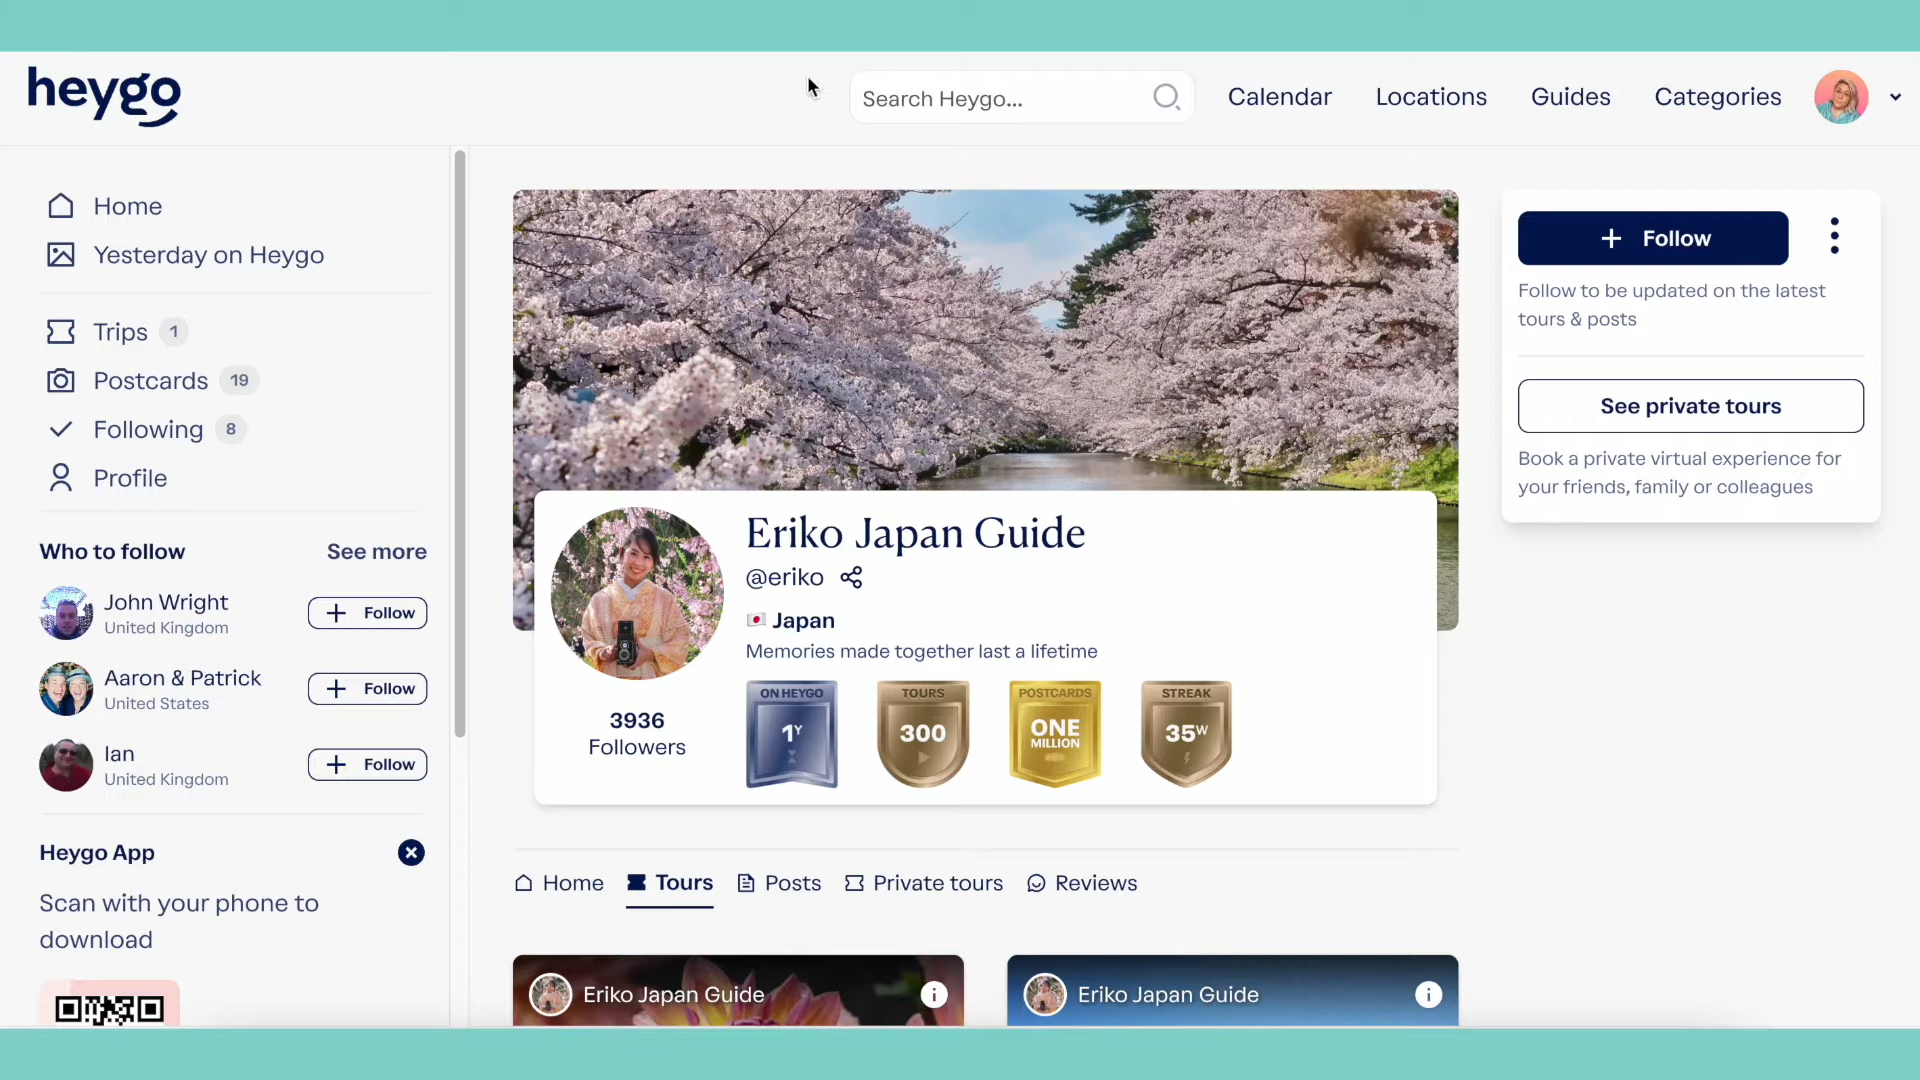 heygo
Search Heygo...
Calendar
Locations
Guides
Categories
Home
Yesterday on Heygo
Trips 1
Postcards 19
Following 8
Profile
Who to follow
See more
John Wright
United Kingdom
Follow
Aaron & Patrick
United States
Follow
Ian
United Kingdom
Follow
Heygo App
Scan with your phone to
download
Eriko Japan Guide
@eriko
Japan
Memories made together last a lifetime
3936
Followers
ON HEYGO
1Y
TOURS
300
POSTCARDS
ONE
MILLION
STREAK
35W
Follow
Follow to be updated on the latest
tours & posts
See private tours
Book a private virtual experience for
your friends, family or colleagues
Home
Tours
Posts
Private tours
Reviews
Eriko Japan Guide
Eriko Japan Guide